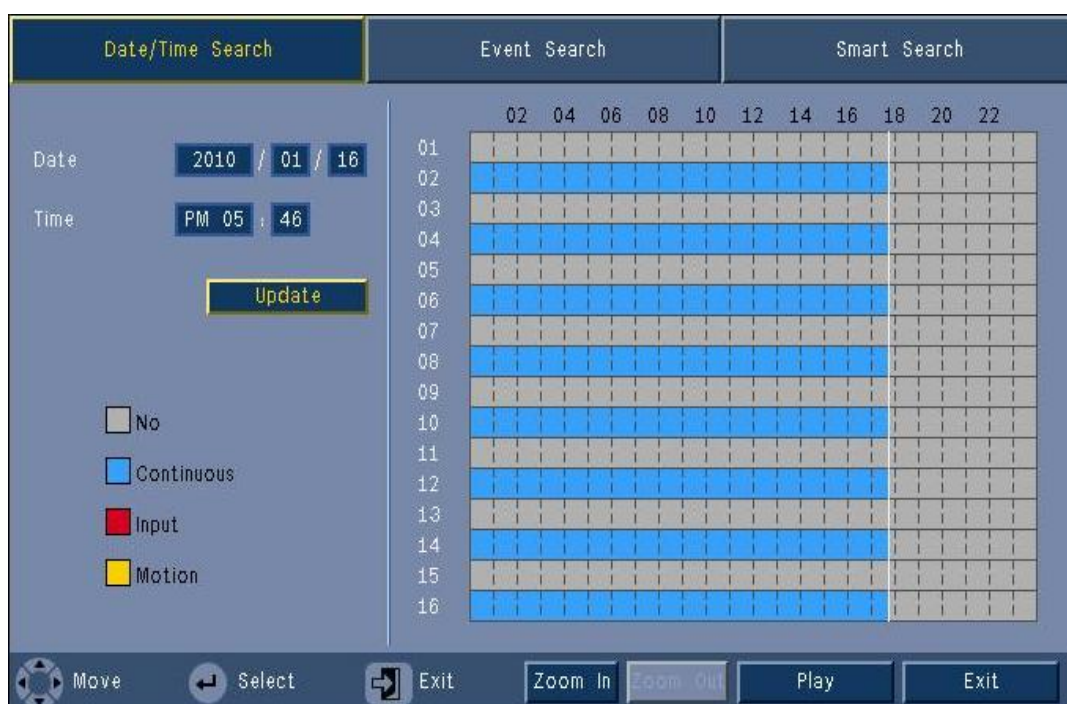 Date/Time Search Event Search Smart Search
02 04 06 08 10 12 14 16 18 20 22
Date 2010 / 01 / 16
Time PM 05 : 46
Update
01
02
03
04
05
06
07
08
09
10
11
12
13
14
15
16
No
Continuous
Input
Motion
Move Select Exit Zoom In Zoom Out Play Exit